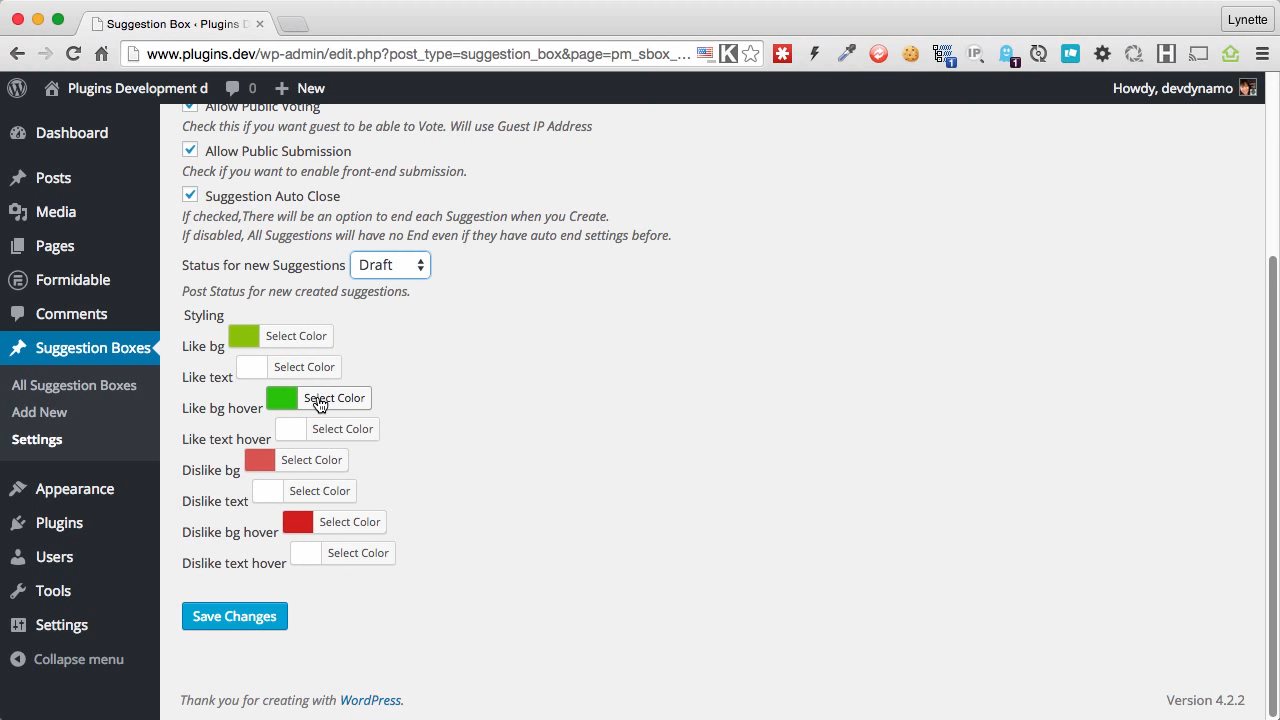 Suggestion Box ‹ Plugins D
Lynette
www.plugins.dev/wp-admin/edit.php?post_type=suggestion_box&page=pm_sbox_...
1
IP
1
Plugins Development d
0
New
Howdy, devdynamo
Dashboard
Posts
Media
Pages
Formidable
Comments
Suggestion Boxes
All Suggestion Boxes
Add New
Settings
Appearance
Plugins
Users
Tools
Settings
Collapse menu
Allow Public Voting
Check this if you want guest to be able to Vote. Will use Guest IP Address
Allow Public Submission
Check if you want to enable front-end submission.
Suggestion Auto Close
If checked,There will be an option to end each Suggestion when you Create.
If disabled, All Suggestions will have no End even if they have auto end settings before.
Status for new Suggestions Draft
Post Status for new created suggestions.
Styling
Like bg Select Color
Like text Select Color
Like bg hover Select Color
Like text hover Select Color
Dislike bg Select Color
Dislike text Select Color
Dislike bg hover Select Color
Dislike text hover Select Color
Save Changes
Thank you for creating with WordPress.
Version 4.2.2